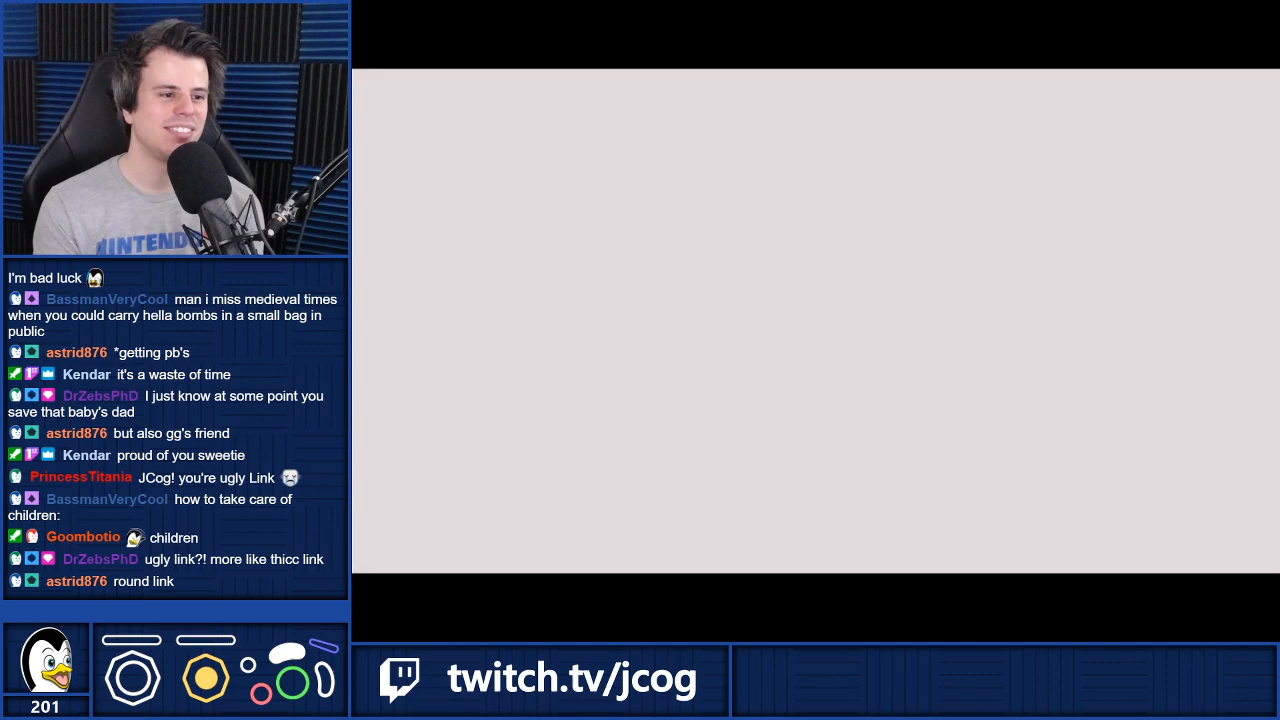 NINTENDO
I'm bad luck
BassmanVeryCool man i miss medieval times
when you could carry hella bombs in a small bag in
public
astrid876 *getting pb's
Kendar it's a waste of time
DrZebsPhD I just know at some point you
save that baby's dad
astrid876 but also gg's friend
Kendar proud of you sweetie
PrincessTitania JCog! you're ugly Link
BassmanVeryCool how to take care of
children:
Goombotio children
DrZebsPhD ugly link?! more like thicc link
astrid876 round link
201
twitch.tv/jcog